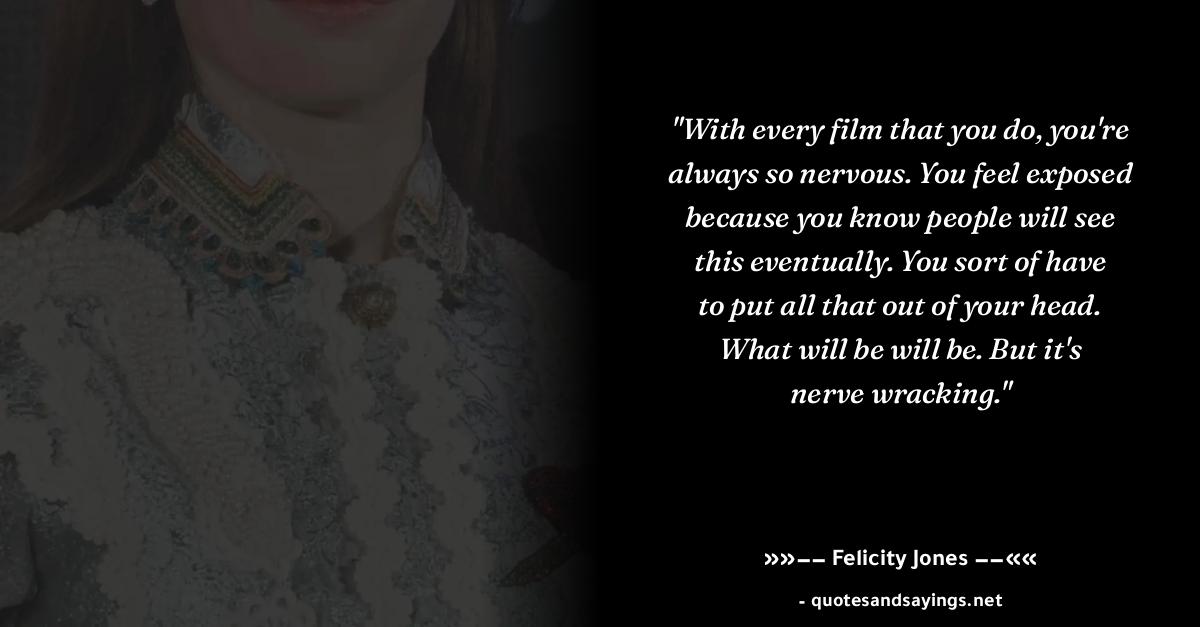 "With every film that you do, you're
always so nervous. You feel exposed
because you know people will see
this eventually. You sort of have
to put all that out of your head.
What will be will be. But it's
nerve wracking."
»»−− Felicity Jones −−««
- quotesandsayings.net